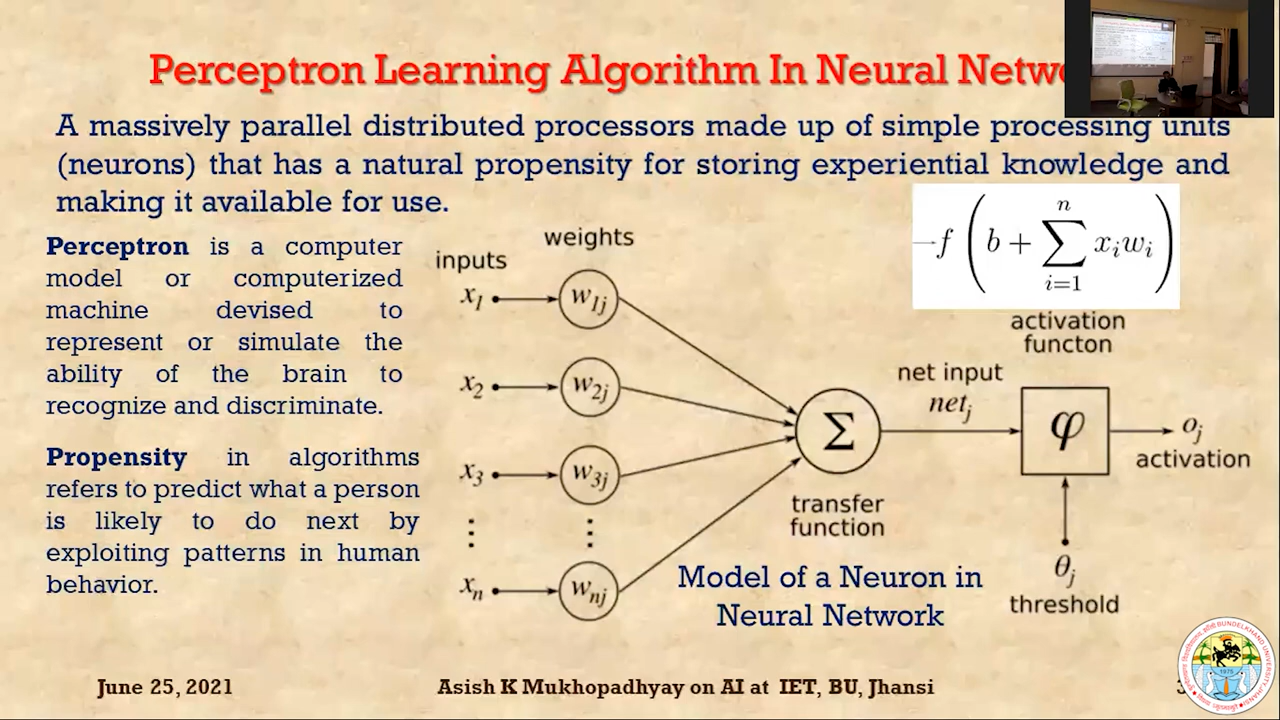 Perceptron Learning Algorithm In Neural
A massively parallel distributed processors made up of simple processing units
(neurons) that has a natural propensity for storing experiential knowledge and
making it available for use.
Perceptron is a computer
model or computerized
machine devised to
represent or simulate the
ability of the brain to
recognize and discriminate.
Propensity in algorithms
refers to predict what a person
is likely to do next by
exploiting patterns in human
behavior.
inputs
weights
x1
w1j
x2
w2j
x3
w3j
⋮ ⋮
xn
wnj
Σ
transfer
function
net input
netj
−f(b + ∑ i=1 n xiwi)
activation
functon
φ
oj
activation
θj
threshold
Model of a Neuron in
Neural Network
June 25, 2021
Asish K Mukhopadhyay on AI at IET, BU, Jhansi
BUNDELKHAND UNIVERSITY
1975